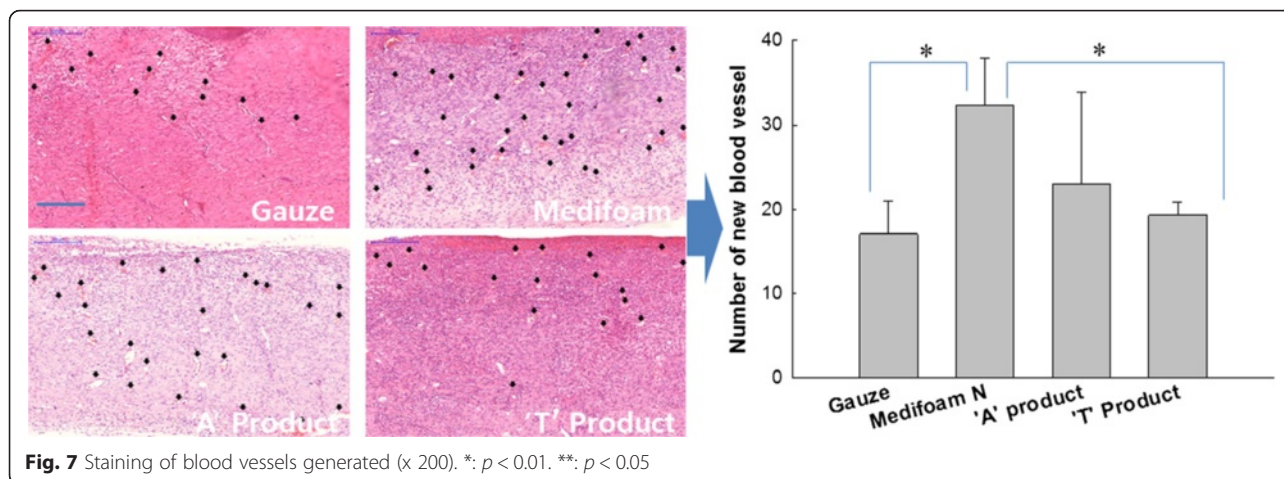 Gauze
Medifoam
'A' Product
'T' Product
Number of new blood vessel
40
30
20
10
0
*
*
Gauze
Medifoam N
'A' product
'T' Product
Fig. 7 Staining of blood vessels generated (x 200). *: p < 0.01. **: p < 0.05